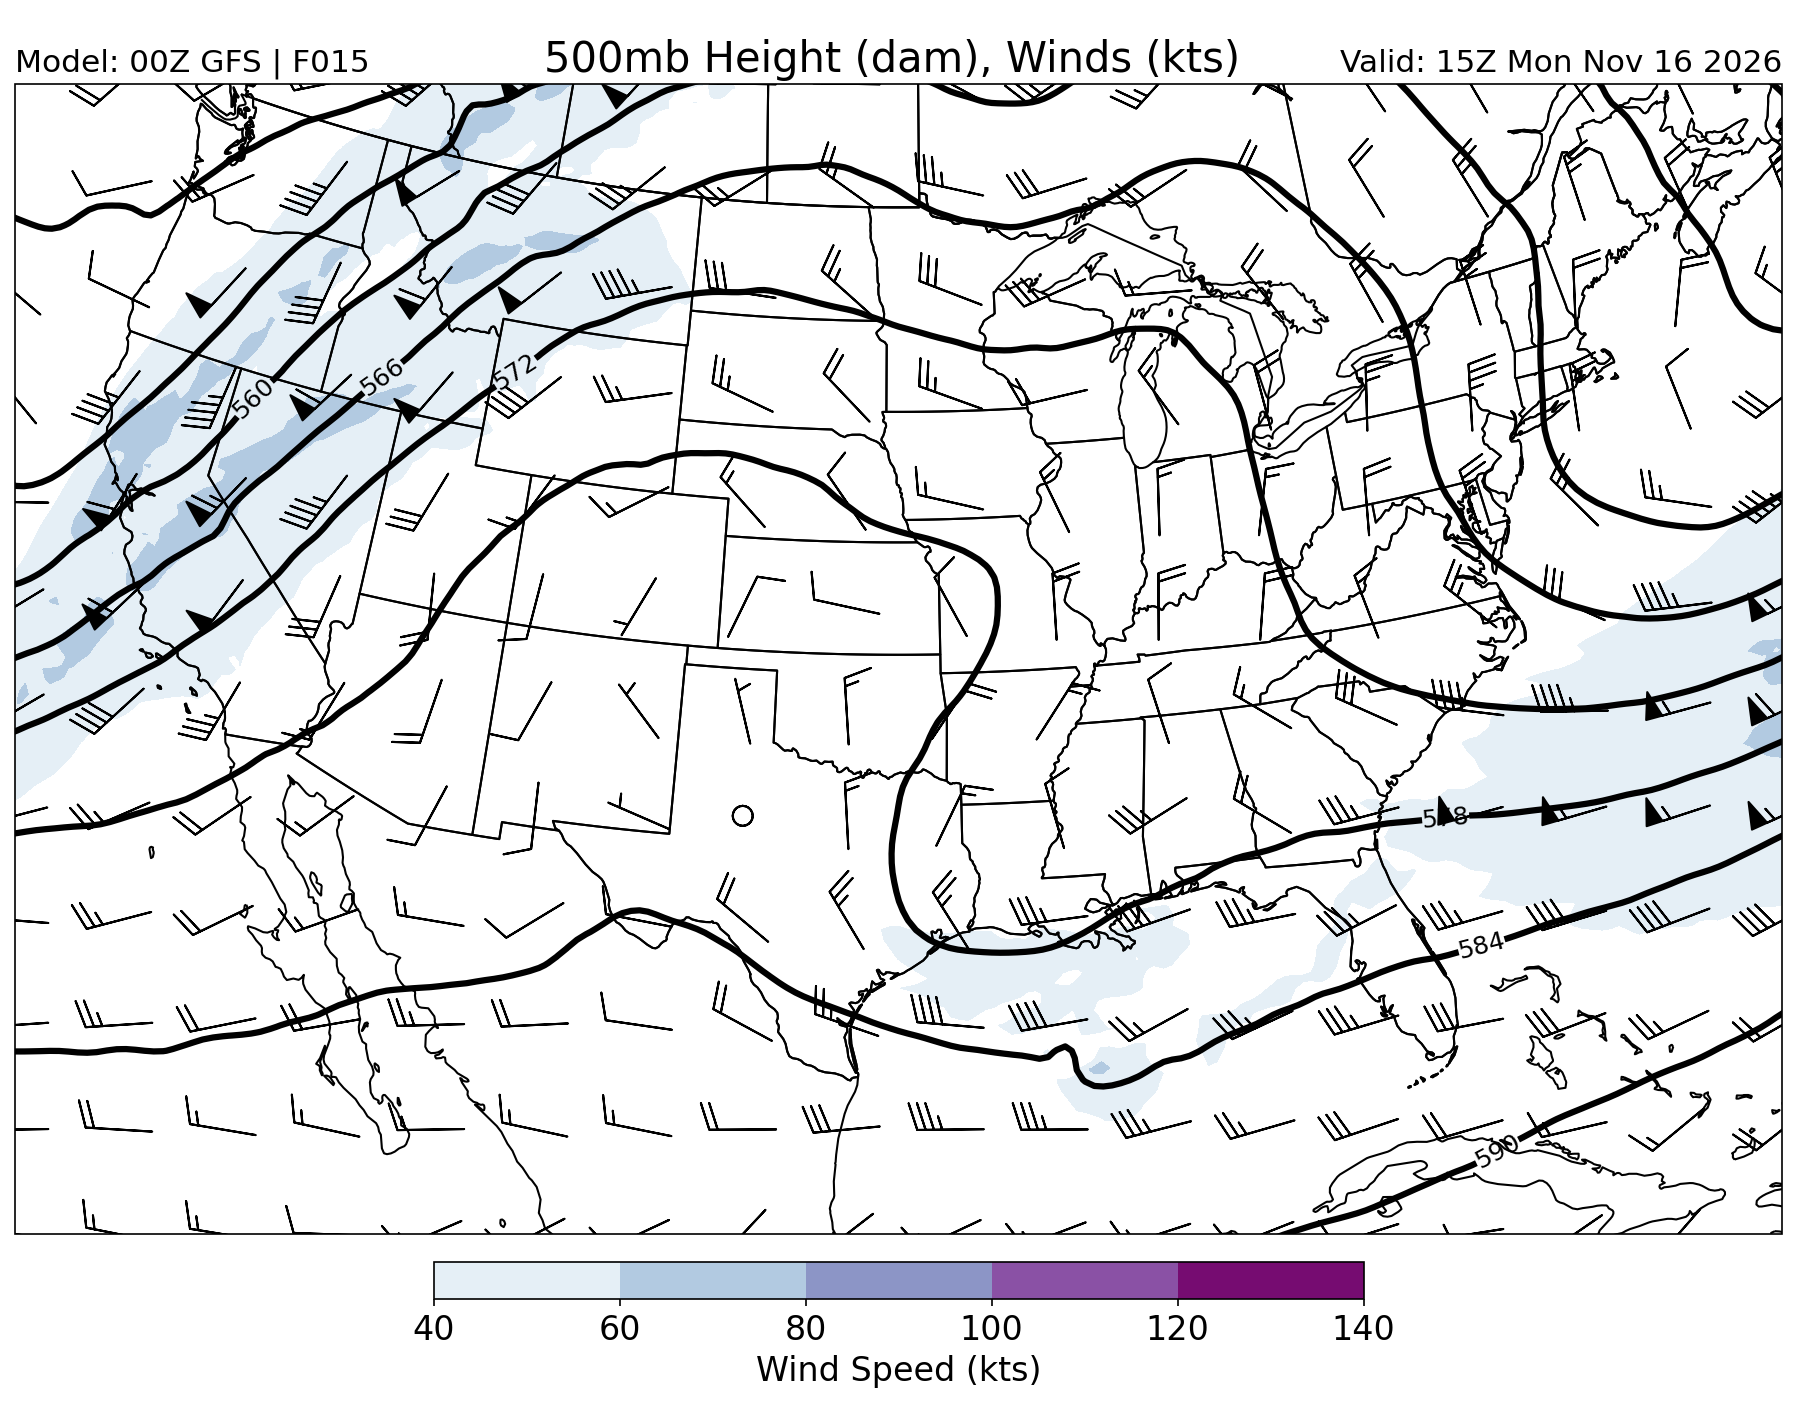 Model: 00Z GFS | F015
500mb Height (dam), Winds (kts)
Valid: 15Z Mon Nov 16 2026
560
566
572
578
584
590
40 60 80 100 120 140
Wind Speed (kts)